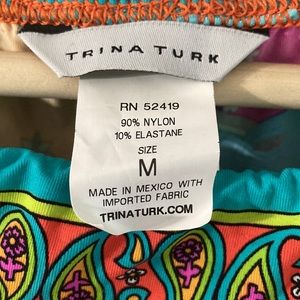 TRINA TURK
RN 52419
90% NYLON
10% ELASTANE
SIZE
M
MADE IN MEXICO WITH
IMPORTED FABRIC
TRINATURK.COM